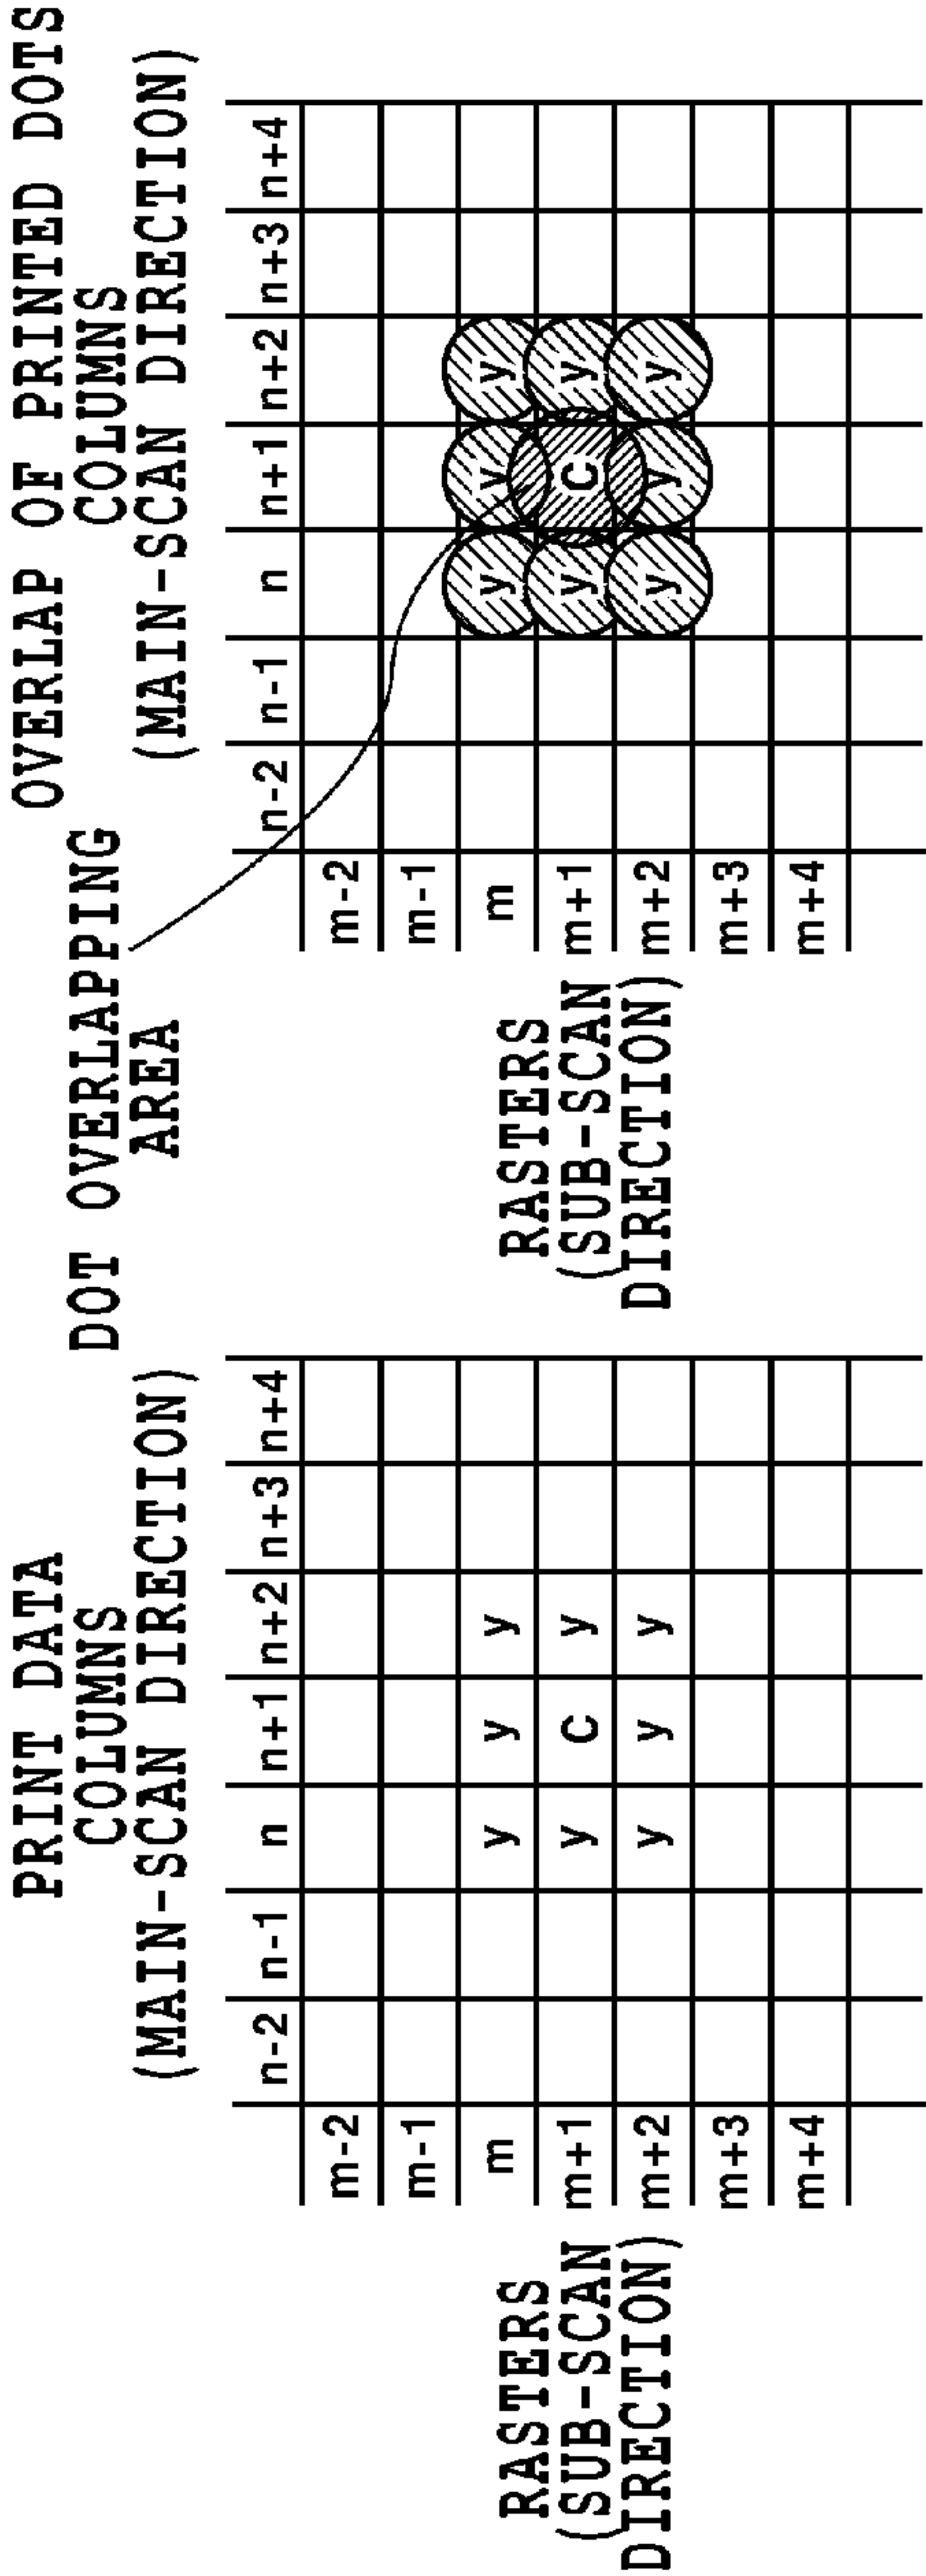 PRINT DATA
COLUMNS
(MAIN-SCAN DIRECTION)
n-2 n-1 n n+1 n+2 n+3 n+4
RASTERS
(SUB-SCAN
DIRECTION)
m-2
m-1
m y y y
m+1 y C y
m+2 y y y
m+3
m+4
DOT OVERLAPPING
AREA
OVERLAP OF PRINTED DOTS
COLUMNS
(MAIN-SCAN DIRECTION)
n-2 n-1 n n+1 n+2 n+3 n+4
RASTERS
(SUB-SCAN
DIRECTION)
m-2
m-1
m y y y
m+1 y C y
m+2 y y y
m+3
m+4